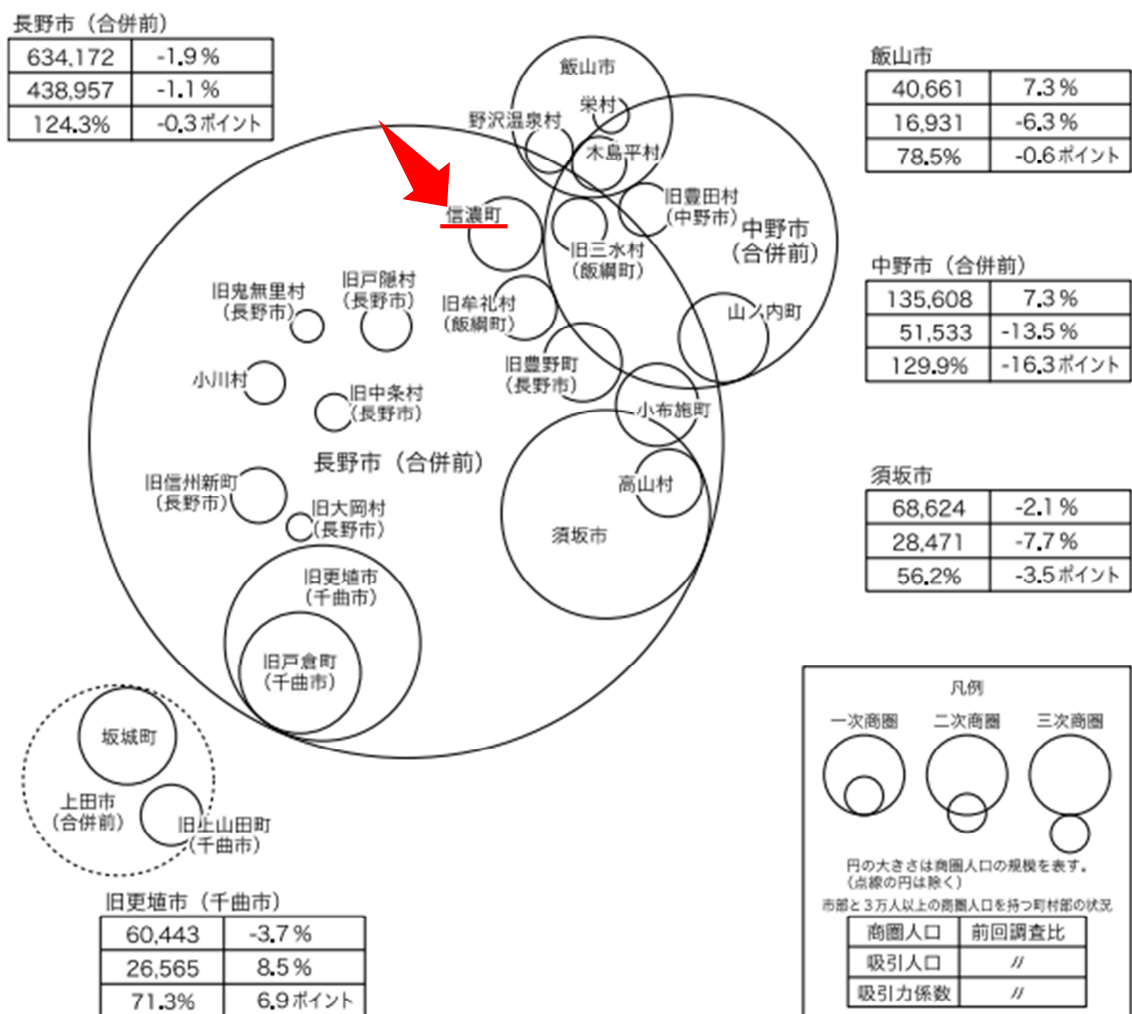 長野市（合併前）
634,172 -1.9％
438,957 -1.1％
124.3% -0.3ポイント
飯山市
40,661 7.3％
16,931 -6.3％
78.5% -0.6ポイント
飯山市
栄村
野沢温泉村
木島平村
旧豊田村
（中野市）
信濃町
中野市
（合併前）
旧三水村
（飯綱町）
中野市（合併前）
135,608 7.3％
51,533 -13.5％
129.9% -16.3ポイント
旧戸隠村
（長野市）
旧鬼無里村
（長野市）
旧牟礼村
（飯綱町）
山ノ内町
旧豊野町
（長野市）
小川村
旧中条村
（長野市）
小布施町
長野市（合併前）
高山村
旧信州新町
（長野市）
旧大岡村
（長野市）
須坂市
須坂市
68,624 -2.1％
28,471 -7.7％
56.2% -3.5ポイント
旧更埴市
（千曲市）
旧戸倉町
（千曲市）
坂城町
上田市
（合併前）
旧上山田町
（千曲市）
旧更埴市（千曲市）
60,443 -3.7％
26,565 8.5％
71.3% 6.9ポイント
凡例
一次商圏 二次商圏 三次商圏
円の大きさは商圏人口の規模を表す。
（点線の円は除く）
市部と３万人以上の商圏人口を持つ町村部の状況
商圏人口 前回調査比
吸引人口 〃
吸引力係数 〃